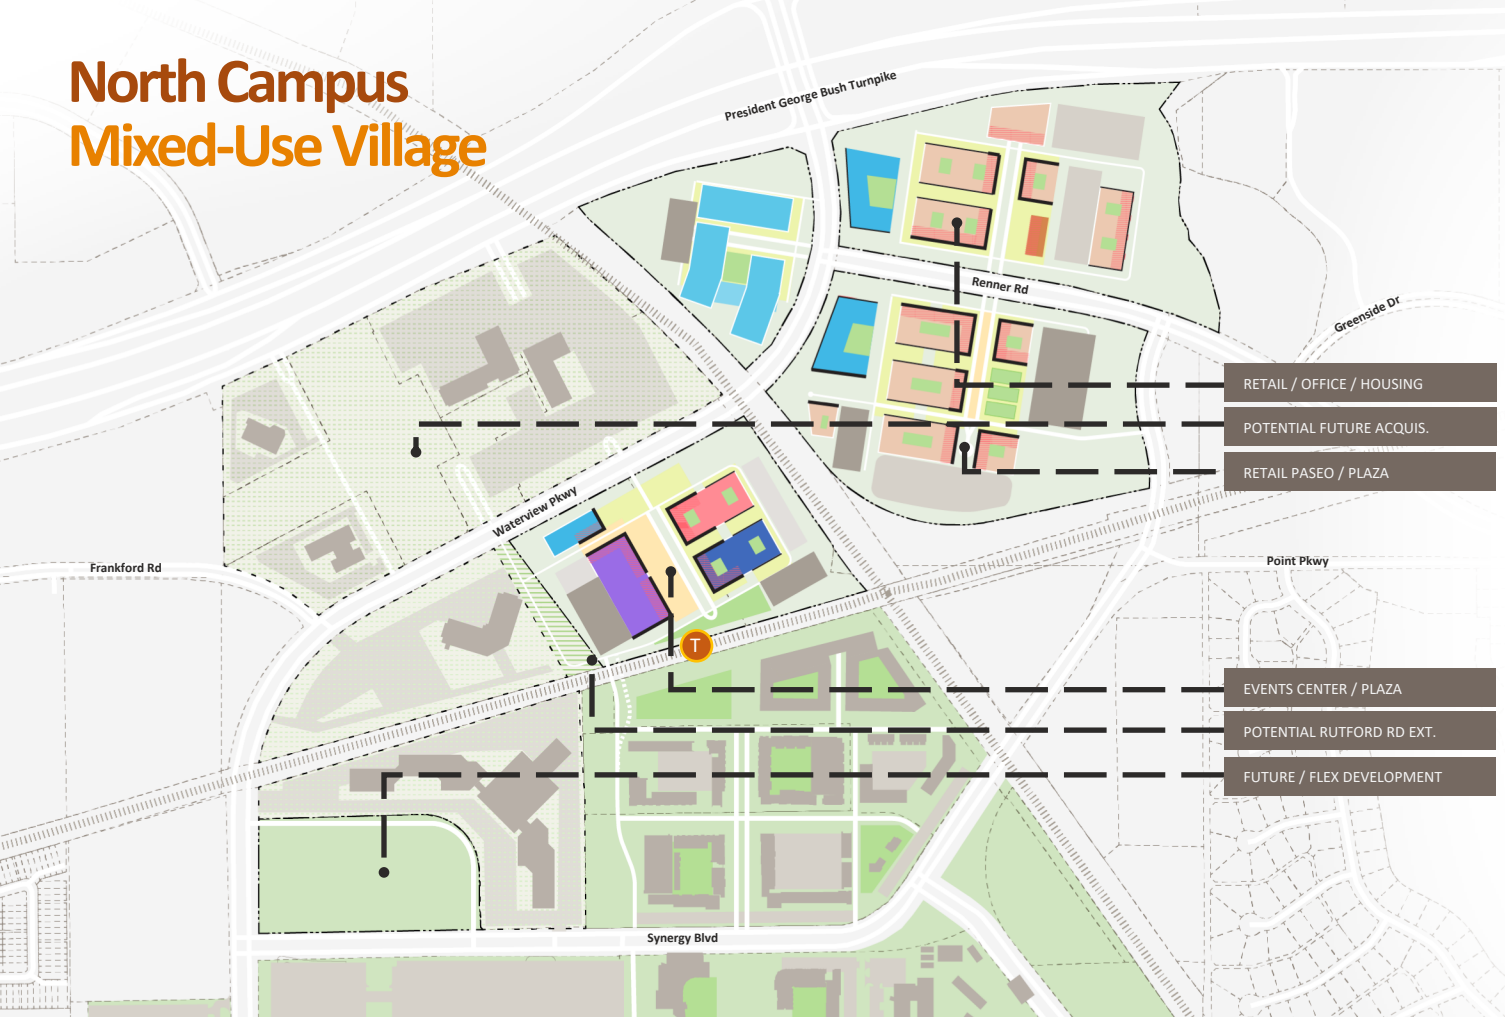 North Campus
Mixed-Use Village
President George Bush Turnpike
Renner Rd
Greenside Dr
RETAIL / OFFICE / HOUSING
POTENTIAL FUTURE ACQUIS.
RETAIL PASEO / PLAZA
Waterview Pkwy
Frankford Rd
Point Pkwy
T
EVENTS CENTER / PLAZA
POTENTIAL RUTFORD RD EXT.
FUTURE / FLEX DEVELOPMENT
Synergy Blvd